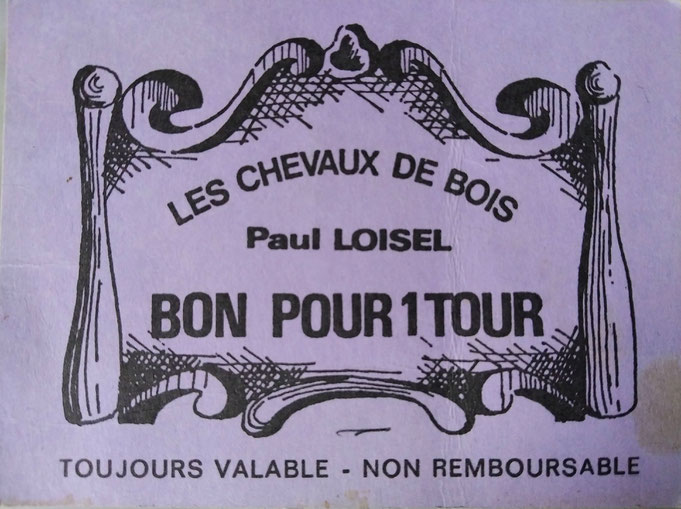 LES CHEVAUX DE BOIS
Paul LOISEL
BON POUR 1 TOUR
TOUJOURS VALABLE - NON REMBOURSABLE